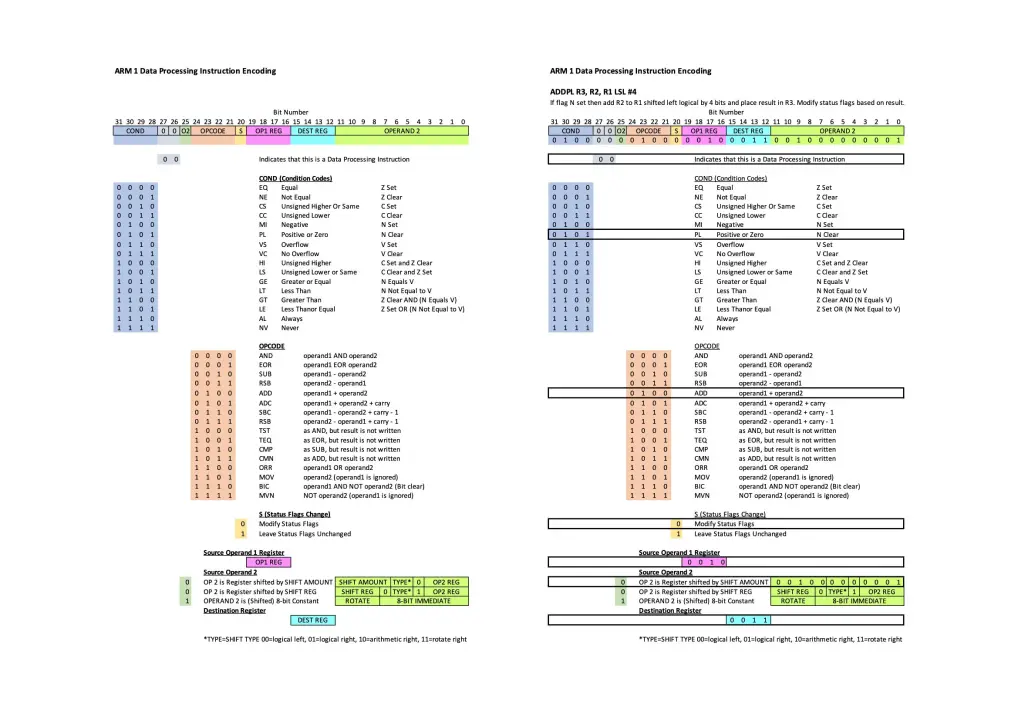 ARM 1 Data Processing Instruction Encoding
Bit Number
31 30 29 28 27 26 25 24 23 22 21 20 19 18 17 16 15 14 13 12 11 10 9 8 7 6 5 4 3 2 1 0
COND 0 0 O2 OPCODE S OP1 REG DEST REG OPERAND 2
0 0 Indicates that this is a Data Processing Instruction
COND (Condition Codes)
0 0 0 0 EQ Equal Z Set
0 0 0 1 NE Not Equal Z Clear
0 0 1 0 CS Unsigned Higher Or Same C Set
0 0 1 1 CC Unsigned Lower C Clear
0 1 0 0 MI Negative N Set
0 1 0 1 PL Positive or Zero N Clear
0 1 1 0 VS Overflow V Set
0 1 1 1 VC No Overflow V Clear
1 0 0 0 HI Unsigned Higher C Set and Z Clear
1 0 0 1 LS Unsigned Lower or Same C Clear and Z Set
1 0 1 0 GE Greater or Equal N Equals V
1 0 1 1 LT Less Than N Not Equal to V
1 1 0 0 GT Greater Than Z Clear AND (N Equals V)
1 1 0 1 LE Less Thanor Equal Z Set OR (N Not Equal to V)
1 1 1 0 AL Always
1 1 1 1 NV Never
OPCODE
0 0 0 0 AND operand1 AND operand2
0 0 0 1 EOR operand1 EOR operand2
0 0 1 0 SUB operand1 - operand2
0 0 1 1 RSB operand2 - operand1
0 1 0 0 ADD operand1 + operand2
0 1 0 1 ADC operand1 + operand2 + carry
0 1 1 0 SBC operand1 - operand2 + carry - 1
0 1 1 1 RSB operand2 - operand1 + carry - 1
1 0 0 0 TST as AND, but result is not written
1 0 0 1 TEQ as EOR, but result is not written
1 0 1 0 CMP as SUB, but result is not written
1 0 1 1 CMN as ADD, but result is not written
1 1 0 0 ORR operand1 OR operand2
1 1 0 1 MOV operand2 (operand1 is ignored)
1 1 1 0 BIC operand1 AND NOT operand2 (Bit clear)
1 1 1 1 MVN NOT operand2 (operand1 is ignored)
S (Status Flags Change)
0 Modify Status Flags
1 Leave Status Flags Unchanged
Source Operand 1 Register
OP1 REG
Source Operand 2
0 OP 2 is Register shifted by SHIFT AMOUNT SHIFT AMOUNT TYPE* 0 OP2 REG
0 OP 2 is Register shifted by SHIFT REG SHIFT REG 0 TYPE* 1 OP2 REG
1 OPERAND 2 is (Shifted) 8-bit Constant ROTATE 8-BIT IMMEDIATE
Destination Register
DEST REG
*TYPE=SHIFT TYPE 00=logical left, 01=logical right, 10=arithmetic right, 11=rotate right
ARM 1 Data Processing Instruction Encoding
ADDPL R3, R2, R1 LSL #4
If flag N set then add R2 to R1 shifted left logical by 4 bits and place result in R3. Modify status flags based on result.
Bit Number
31 30 29 28 27 26 25 24 23 22 21 20 19 18 17 16 15 14 13 12 11 10 9 8 7 6 5 4 3 2 1 0
COND 0 0 O2 OPCODE S OP1 REG DEST REG OPERAND 2
0 1 0 0 0 0 0 0 1 0 0 0 0 0 1 0 0 0 1 1 0 0 1 0 0 0 0 0 0 0 0 1
0 0 Indicates that this is a Data Processing Instruction
COND (Condition Codes)
0 0 0 0 EQ Equal Z Set
0 0 0 1 NE Not Equal Z Clear
0 0 1 0 CS Unsigned Higher Or Same C Set
0 0 1 1 CC Unsigned Lower C Clear
0 1 0 0 MI Negative N Set
0 1 0 1 PL Positive or Zero N Clear
0 1 1 0 VS Overflow V Set
0 1 1 1 VC No Overflow V Clear
1 0 0 0 HI Unsigned Higher C Set and Z Clear
1 0 0 1 LS Unsigned Lower or Same C Clear and Z Set
1 0 1 0 GE Greater or Equal N Equals V
1 0 1 1 LT Less Than N Not Equal to V
1 1 0 0 GT Greater Than Z Clear AND (N Equals V)
1 1 0 1 LE Less Thanor Equal Z Set OR (N Not Equal to V)
1 1 1 0 AL Always
1 1 1 1 NV Never
OPCODE
0 0 0 0 AND operand1 AND operand2
0 0 0 1 EOR operand1 EOR operand2
0 0 1 0 SUB operand1 - operand2
0 0 1 1 RSB operand2 - operand1
0 1 0 0 ADD operand1 + operand2
0 1 0 1 ADC operand1 + operand2 + carry
0 1 1 0 SBC operand1 - operand2 + carry - 1
0 1 1 1 RSB operand2 - operand1 + carry - 1
1 0 0 0 TST as AND, but result is not written
1 0 0 1 TEQ as EOR, but result is not written
1 0 1 0 CMP as SUB, but result is not written
1 0 1 1 CMN as ADD, but result is not written
1 1 0 0 ORR operand1 OR operand2
1 1 0 1 MOV operand2 (operand1 is ignored)
1 1 1 0 BIC operand1 AND NOT operand2 (Bit clear)
1 1 1 1 MVN NOT operand2 (operand1 is ignored)
S (Status Flags Change)
0 Modify Status Flags
1 Leave Status Flags Unchanged
Source Operand 1 Register
0 0 1 0
Source Operand 2
0 OP 2 is Register shifted by SHIFT AMOUNT 0 0 1 0 0 0 0 0 0 0 0 1
0 OP 2 is Register shifted by SHIFT REG SHIFT REG 0 TYPE* 1 OP2 REG
1 OPERAND 2 is (Shifted) 8-bit Constant ROTATE 8-BIT IMMEDIATE
Destination Register
0 0 1 1
*TYPE=SHIFT TYPE 00=logical left, 01=logical right, 10=arithmetic right, 11=rotate right